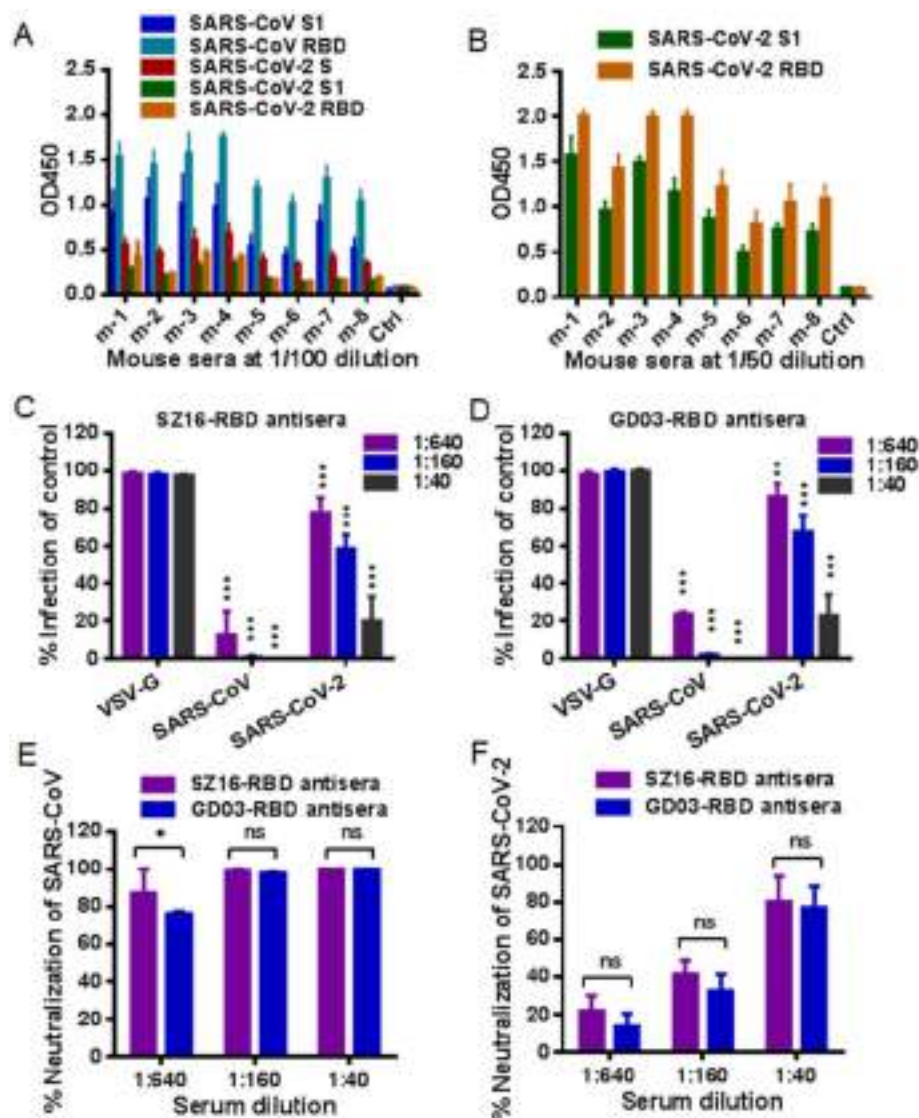 A
SARS-CoV S1
SARS-CoV RBD
SARS-CoV-2 S
SARS-CoV-2 S1
SARS-CoV-2 RBD
2.5
2.0
1.5
1.0
0.5
0.0
OD450
m-1 m-2 m-3 m-4 m-5 m-6 m-7 m-8 Ctrl
Mouse sera at 1/100 dilution
B
SARS-CoV-2 S1
SARS-CoV-2 RBD
2.5
2.0
1.5
1.0
0.5
0.0
OD450
m-1 m-2 m-3 m-4 m-5 m-6 m-7 m-8 Ctrl
Mouse sera at 1/50 dilution
C
SZ16-RBD antisera
1:640
1:160
1:40
120
100
80
60
40
20
0
% Infection of control
*** *** *** *** *** ***
VSV-G SARS-CoV SARS-CoV-2
D
GD03-RBD antisera
1:640
1:160
1:40
120
100
80
60
40
20
0
% Infection of control
*** *** *** ** *** ***
VSV-G SARS-CoV SARS-CoV-2
E
SZ16-RBD antisera
GD03-RBD antisera
120
100
80
60
40
20
0
% Neutralization of SARS-CoV
* ns ns
1:640 1:160 1:40
Serum dilution
F
SZ16-RBD antisera
GD03-RBD antisera
120
100
80
60
40
20
0
% Neutralization of SARS-CoV-2
ns ns ns
1:640 1:160 1:40
Serum dilution